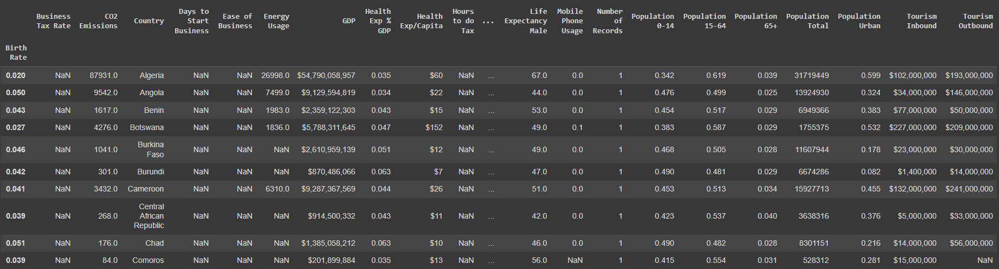 Business Tax Rate CO2 Emissions Country Days to Start Business Ease of Business Energy Usage GDP Health Exp % GDP Health Exp/Capita Hours to do Tax ... Life Expectancy Male Mobile Phone Usage Number of Records Population 0-14 Population 15-64 Population 65+ Population Total Population Urban Tourism Inbound Tourism Outbound
Birth Rate
0.020 NaN 87931.0 Algeria NaN NaN 26998.0 $54,790,058,957 0.035 $60 NaN ... 67.0 0.0 1 0.342 0.619 0.039 31719449 0.599 $102,000,000 $193,000,000
0.050 NaN 9542.0 Angola NaN NaN 7499.0 $9,129,594,819 0.034 $22 NaN ... 44.0 0.0 1 0.476 0.499 0.025 13924930 0.324 $34,000,000 $146,000,000
0.043 NaN 1617.0 Benin NaN NaN 1983.0 $2,359,122,303 0.043 $15 NaN ... 53.0 0.0 1 0.454 0.517 0.029 6949366 0.383 $77,000,000 $50,000,000
0.027 NaN 4276.0 Botswana NaN NaN 1836.0 $5,788,311,645 0.047 $152 NaN ... 49.0 0.1 1 0.383 0.587 0.029 1755375 0.532 $227,000,000 $209,000,000
0.046 NaN 1041.0 Burkina Faso NaN NaN NaN $2,610,959,139 0.051 $12 NaN ... 49.0 0.0 1 0.468 0.505 0.028 11607944 0.178 $23,000,000 $30,000,000
0.042 NaN 301.0 Burundi NaN NaN NaN $870,486,066 0.063 $7 NaN ... 47.0 0.0 1 0.490 0.481 0.029 6674286 0.082 $1,400,000 $14,000,000
0.041 NaN 3432.0 Cameroon NaN NaN 6310.0 $9,287,367,569 0.044 $26 NaN ... 51.0 0.0 1 0.453 0.513 0.034 15927713 0.455 $132,000,000 $241,000,000
0.039 NaN 268.0 Central African Republic NaN NaN NaN $914,500,332 0.043 $11 NaN ... 42.0 0.0 1 0.423 0.537 0.040 3638316 0.376 $5,000,000 $33,000,000
0.051 NaN 176.0 Chad NaN NaN NaN $1,385,058,212 0.063 $10 NaN ... 46.0 0.0 1 0.490 0.482 0.028 8301151 0.216 $14,000,000 $56,000,000
0.039 NaN 84.0 Comoros NaN NaN NaN $201,899,884 0.035 $13 NaN ... 56.0 NaN 1 0.415 0.554 0.031 528312 0.281 $15,000,000 NaN